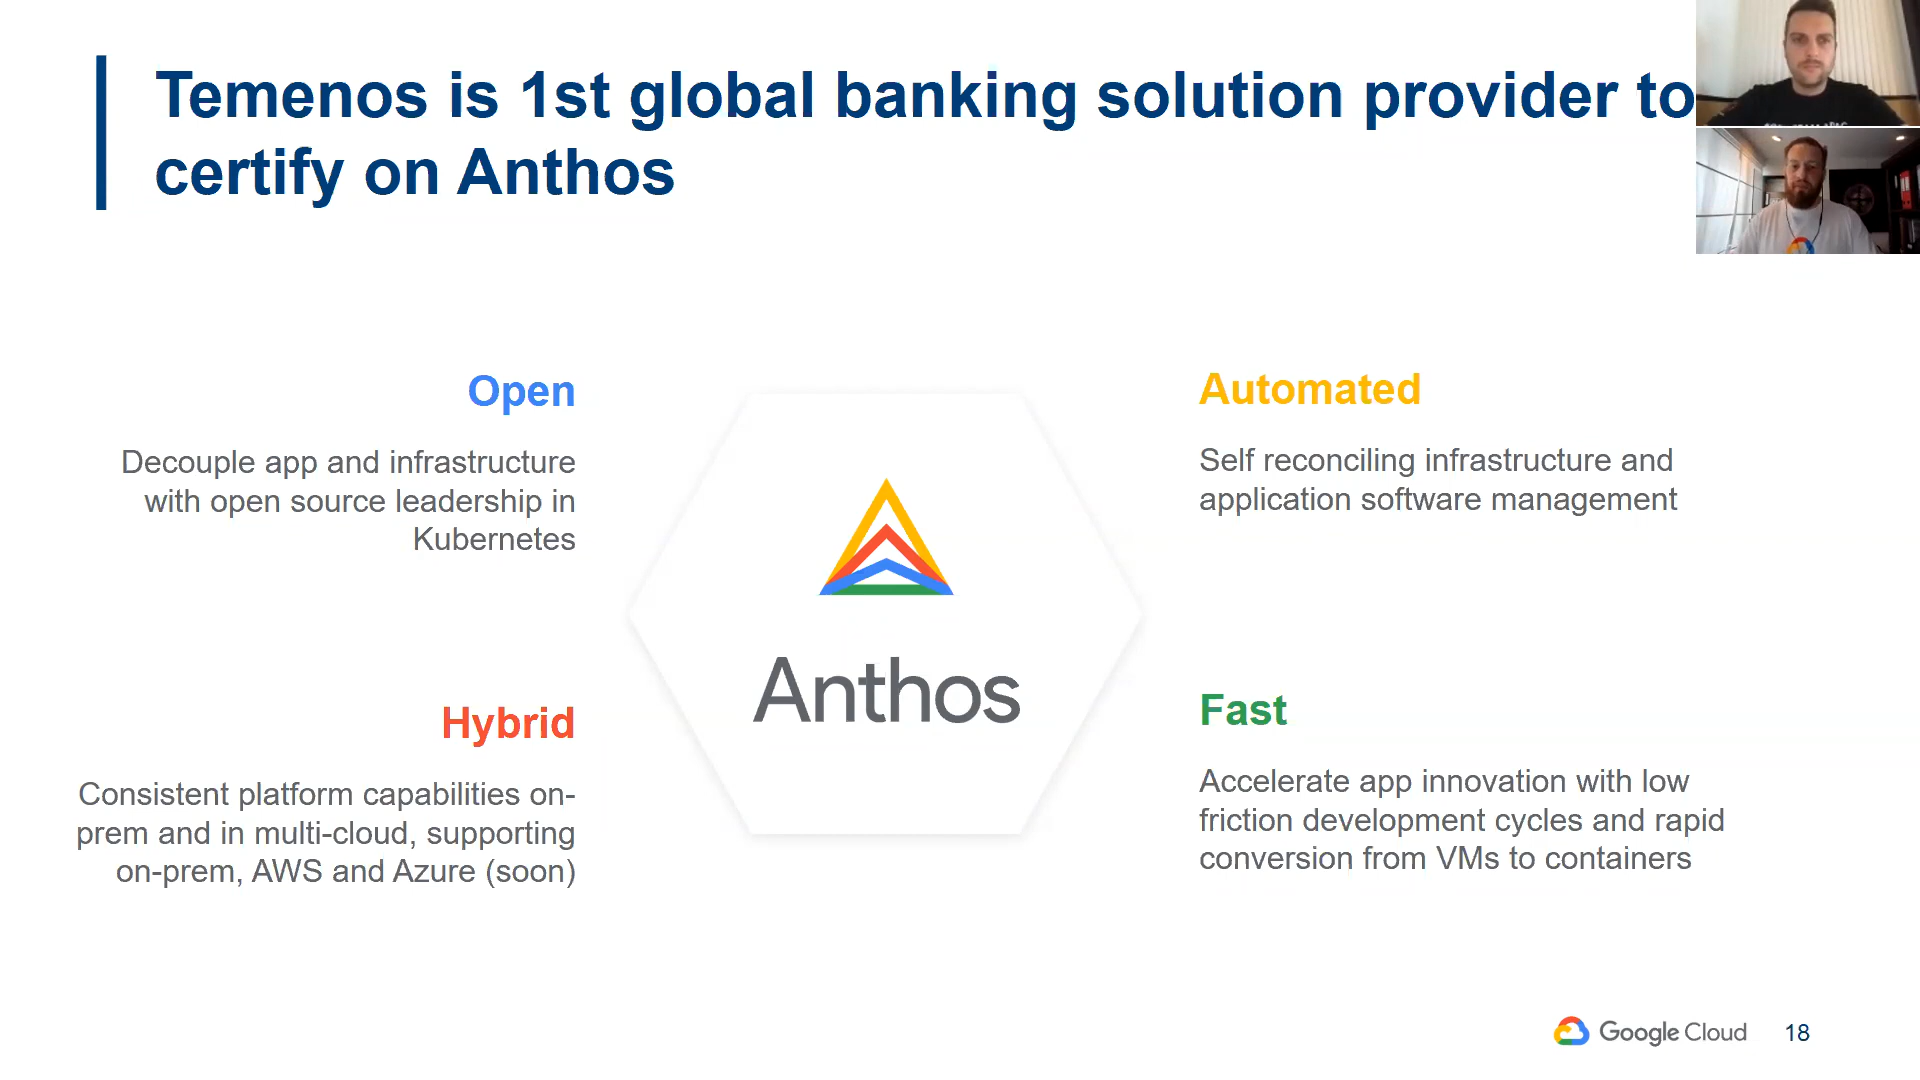 Temenos is 1st global banking solution provider to
certify on Anthos
Open
Decouple app and infrastructure
with open source leadership in
Kubernetes
Hybrid
Consistent platform capabilities on-
prem and in multi-cloud, supporting
on-prem, AWS and Azure (soon)
Anthos
Automated
Self reconciling infrastructure and
application software management
Fast
Accelerate app innovation with low
friction development cycles and rapid
conversion from VMs to containers
Google Cloud
18